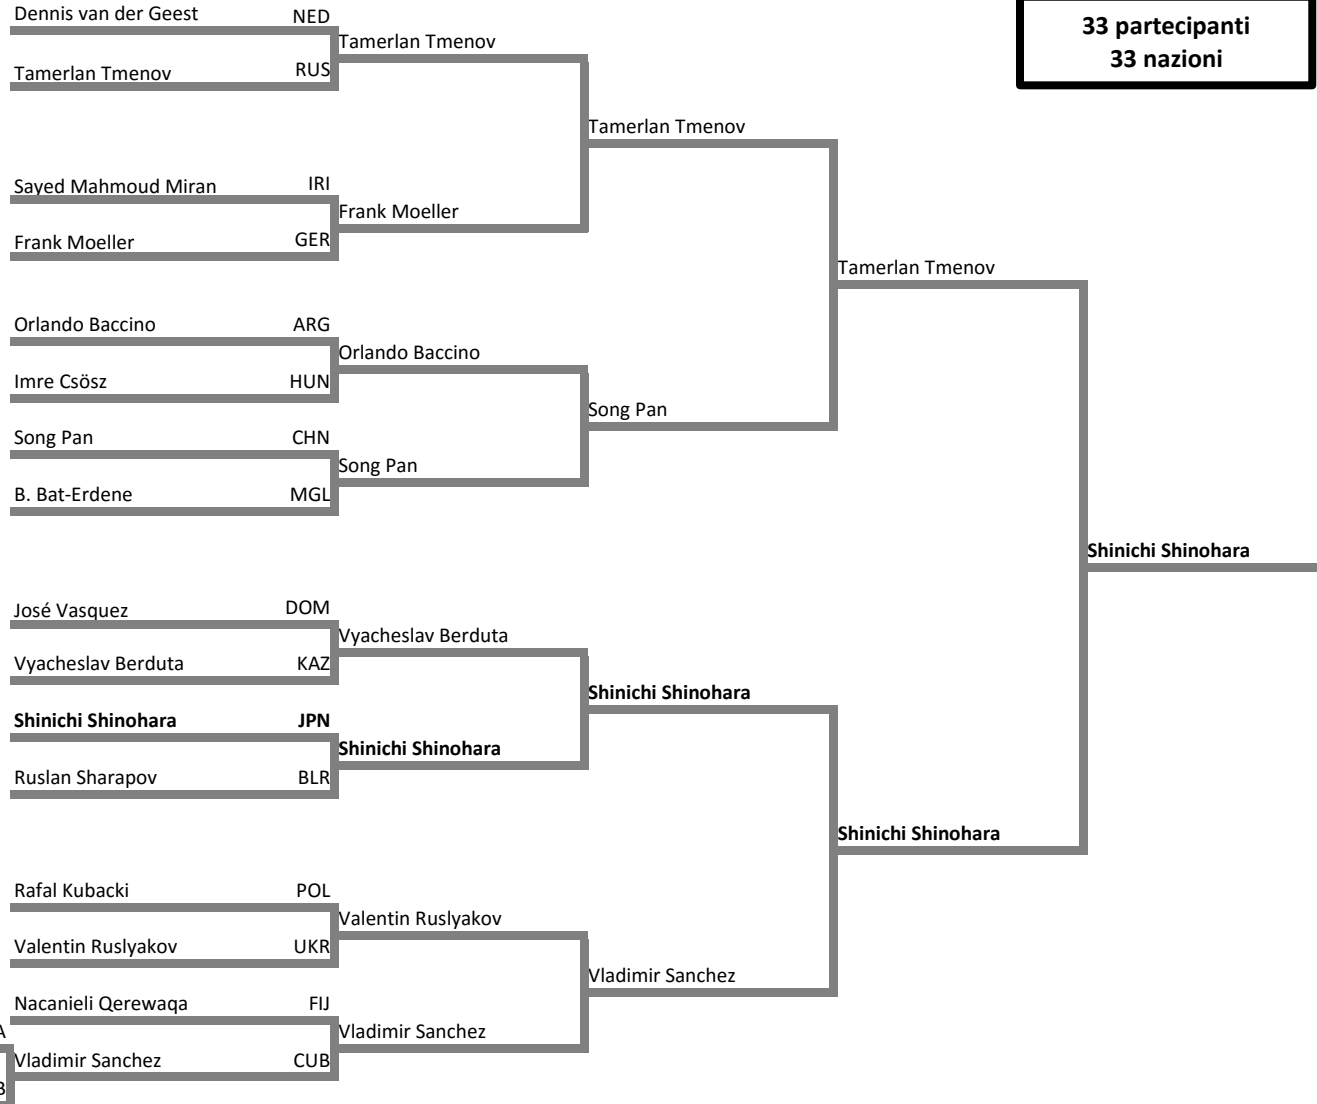 Dennis van der Geest NED
Tamerlan Tmenov
33 partecipanti
33 nazioni
Tamerlan Tmenov RUS
Tamerlan Tmenov
Sayed Mahmoud Miran IRI
Frank Moeller
Frank Moeller GER
Tamerlan Tmenov
Orlando Baccino ARG
Orlando Baccino
Imre Csösz HUN
Song Pan
Song Pan CHN
Song Pan
B. Bat-Erdene MGL
Shinichi Shinohara
José Vasquez DOM
Vyacheslav Berduta
Vyacheslav Berduta KAZ
Shinichi Shinohara
Shinichi Shinohara JPN
Shinichi Shinohara
Ruslan Sharapov BLR
Shinichi Shinohara
Rafal Kubacki POL
Valentin Ruslyakov
Valentin Ruslyakov UKR
Vladimir Sanchez
Nacanieli Qerewaqa FIJ
A
Vladimir Sanchez
Vladimir Sanchez CUB
B